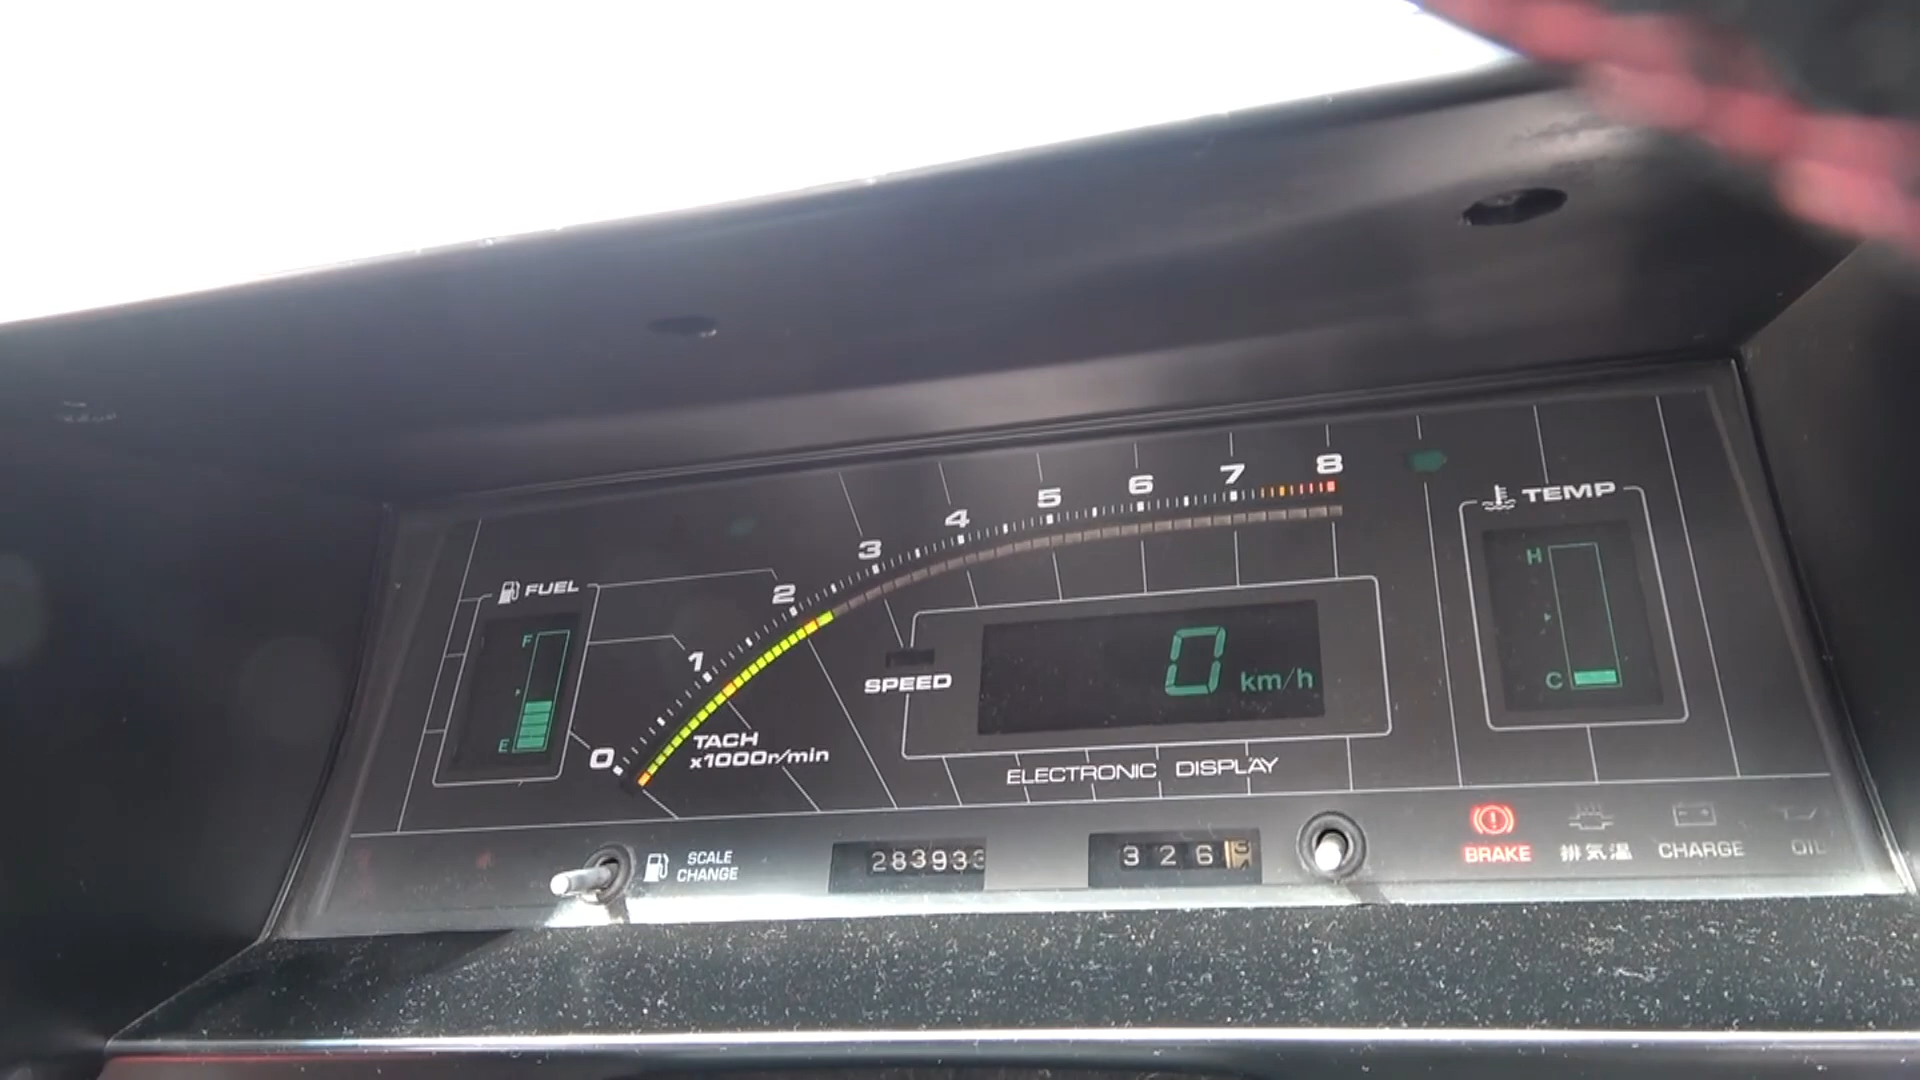 0 1 2 3 4 5 6 7 8
TACH
x1000r/min
FUEL
F
E
SPEED
0 km/h
ELECTRONIC DISPLAY
TEMP
H
C
SCALE
CHANGE
283933
326
BRAKE
排気温
CHARGE
OIL